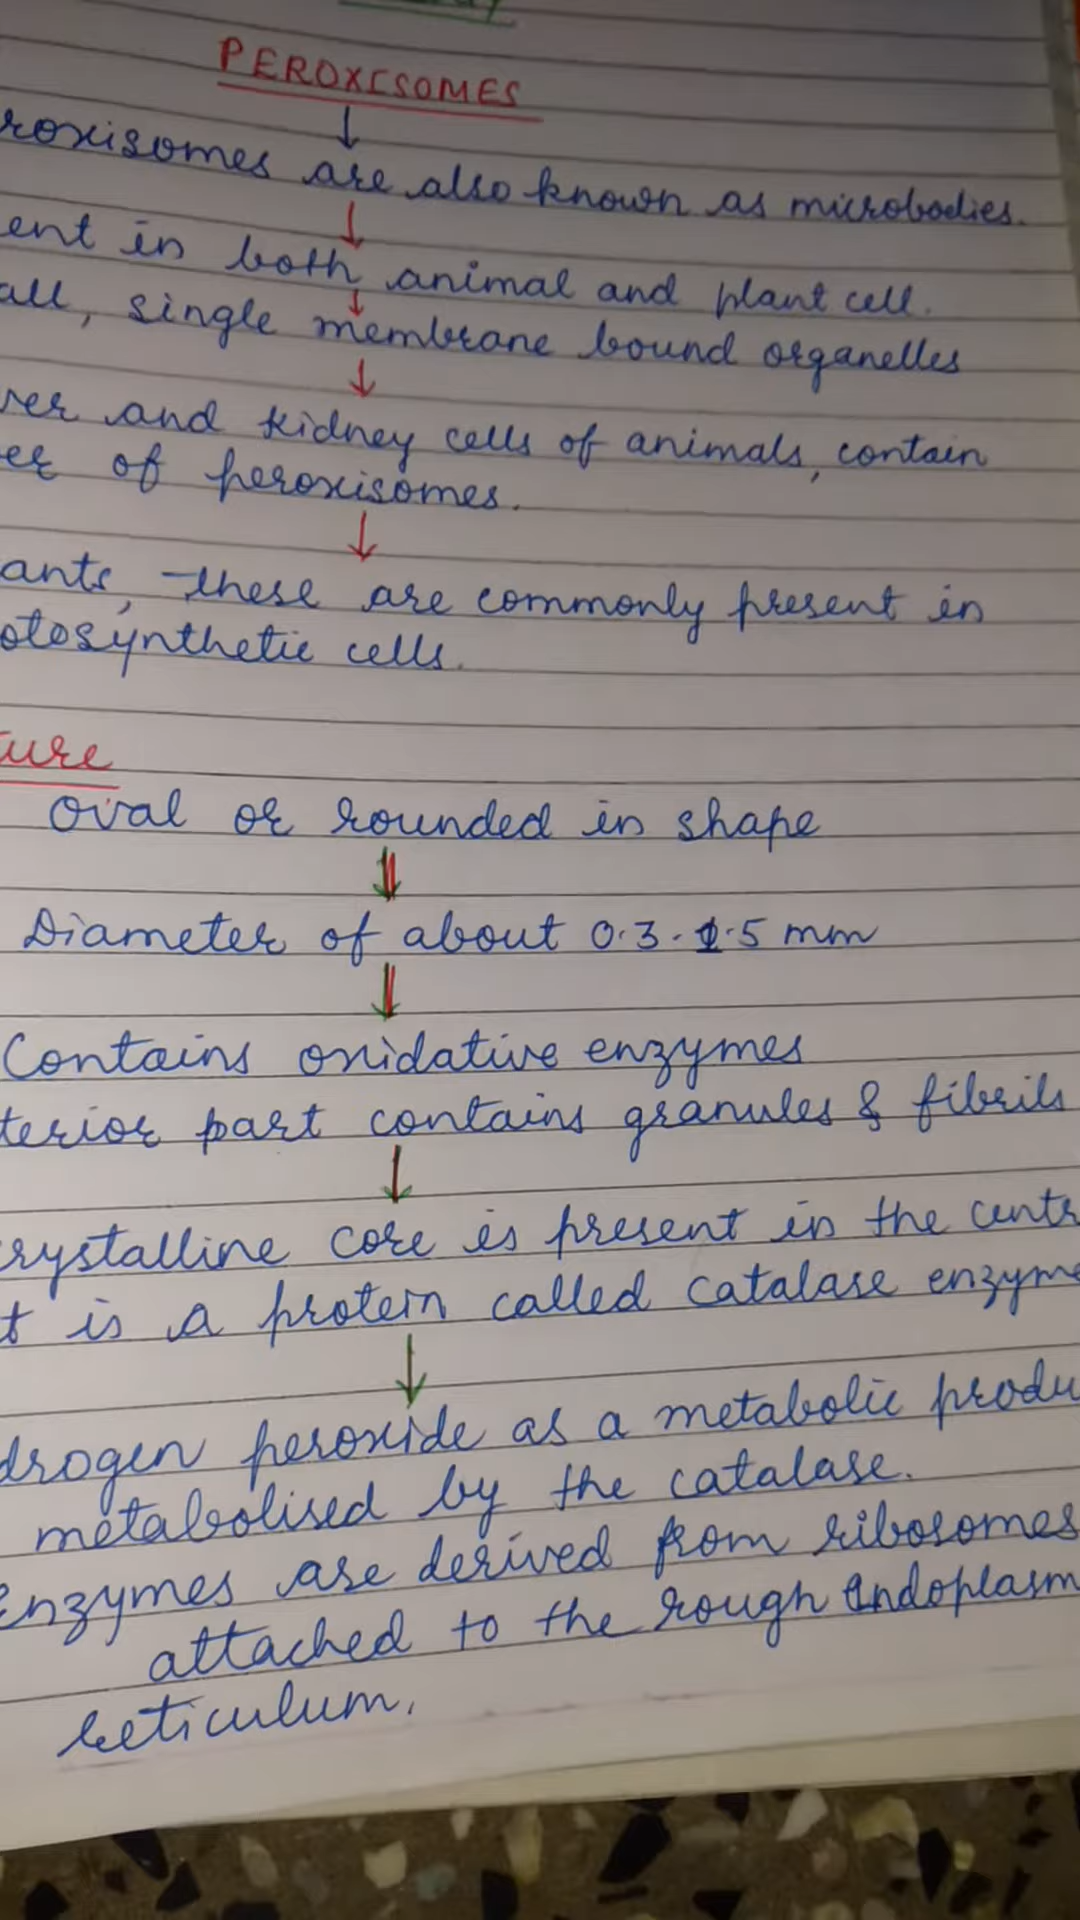 PEROXISOMES
roxisomes are also known as microbodies.
ent in both animal and plant cell.
all, single membrane bound organelles
ver and kidney cells of animals, contain
er of peroxisomes.
ants, these are commonly present in
otosynthetic cells.
ture
oval or rounded in shape
Diameter of about 0.3-1.5 mm
Contains oxidative enzymes
terior part contains granules & fibrils
rystalline core is present in the centr
t is a protein called catalase enzyme
drogen peroxide as a metabolic produ
metabolised by the catalase.
Enzymes are derived from ribosomes
attached to the rough Endoplasm
reticulum.